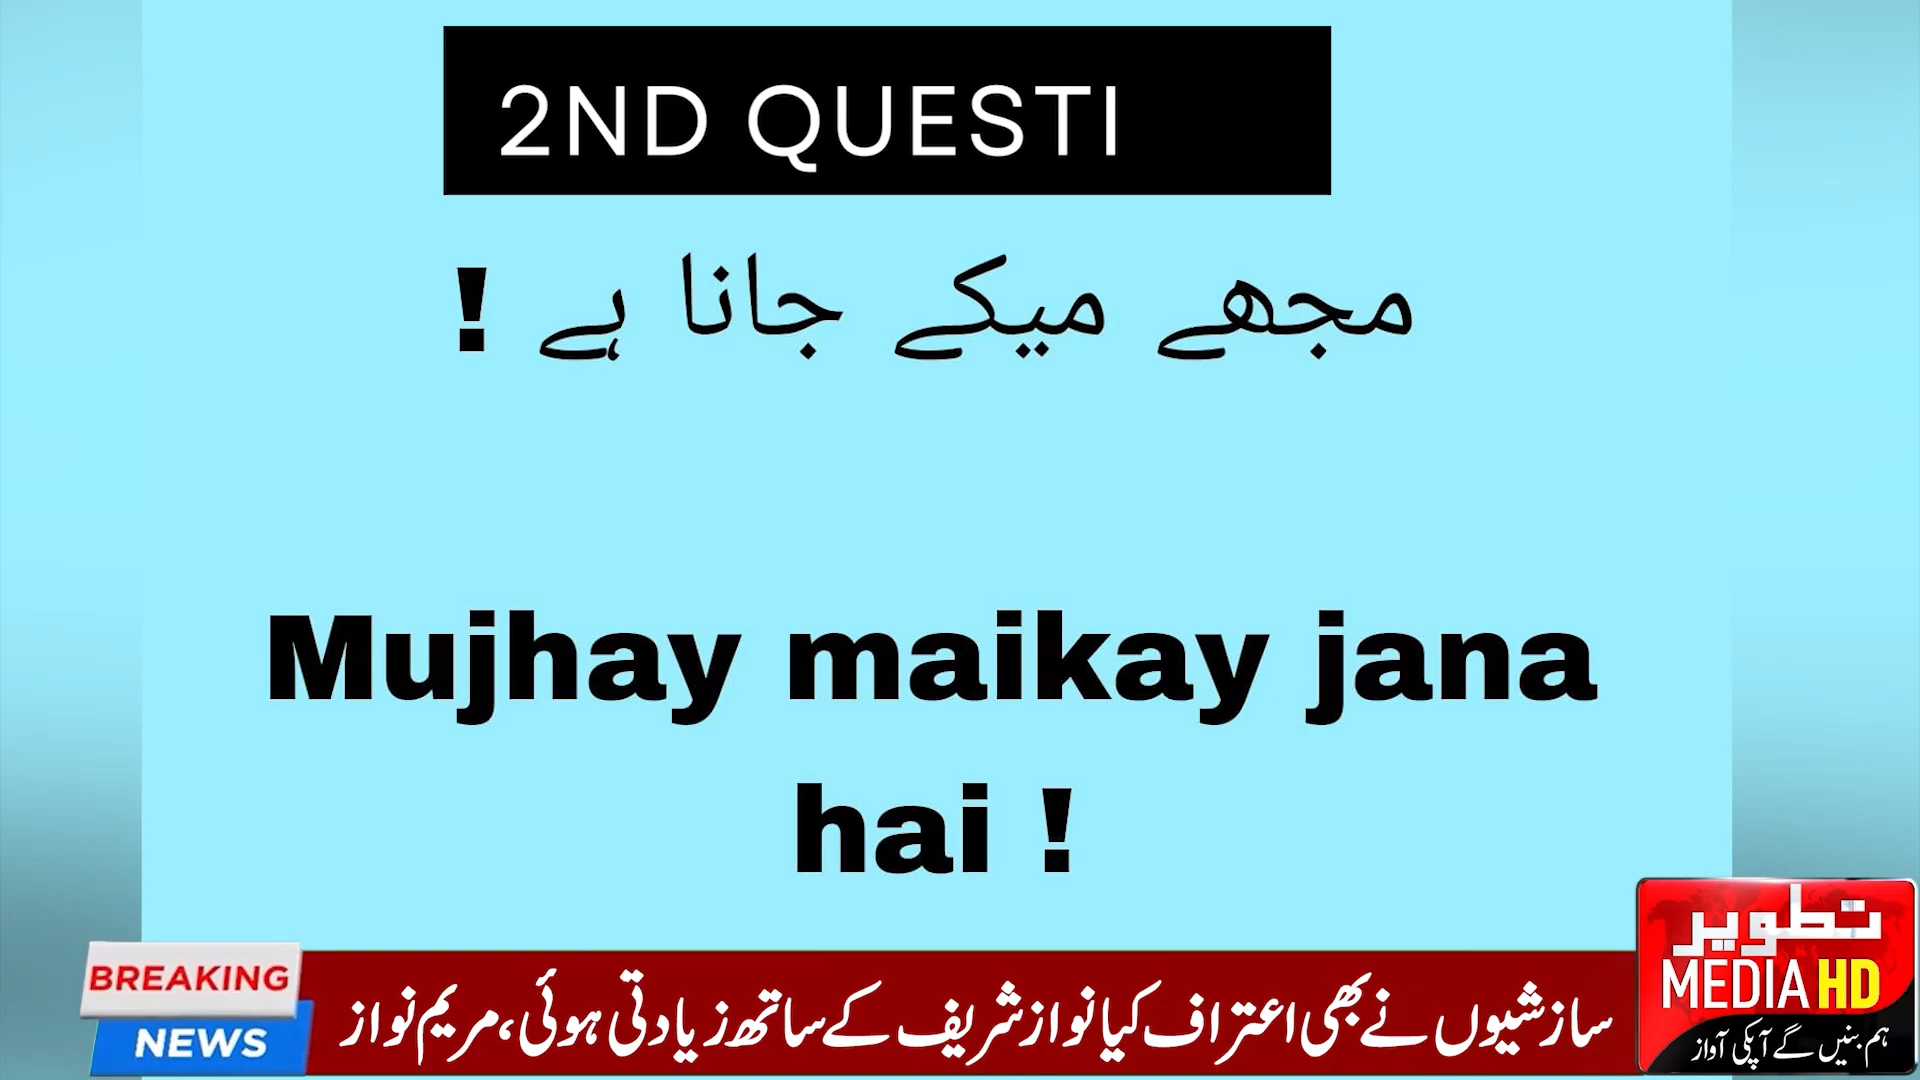 2ND QUESTI
مجھے میکے جانا ہے !
Mujhay maikay jana
hai !
BREAKING
NEWS
سازشیوں نے بھی اعتراف کیا نواز شریف کے ساتھ زیادتی ہوئی، مریم نواز
تطویر
MEDIA HD
ہم بنیں گے آپکی آواز